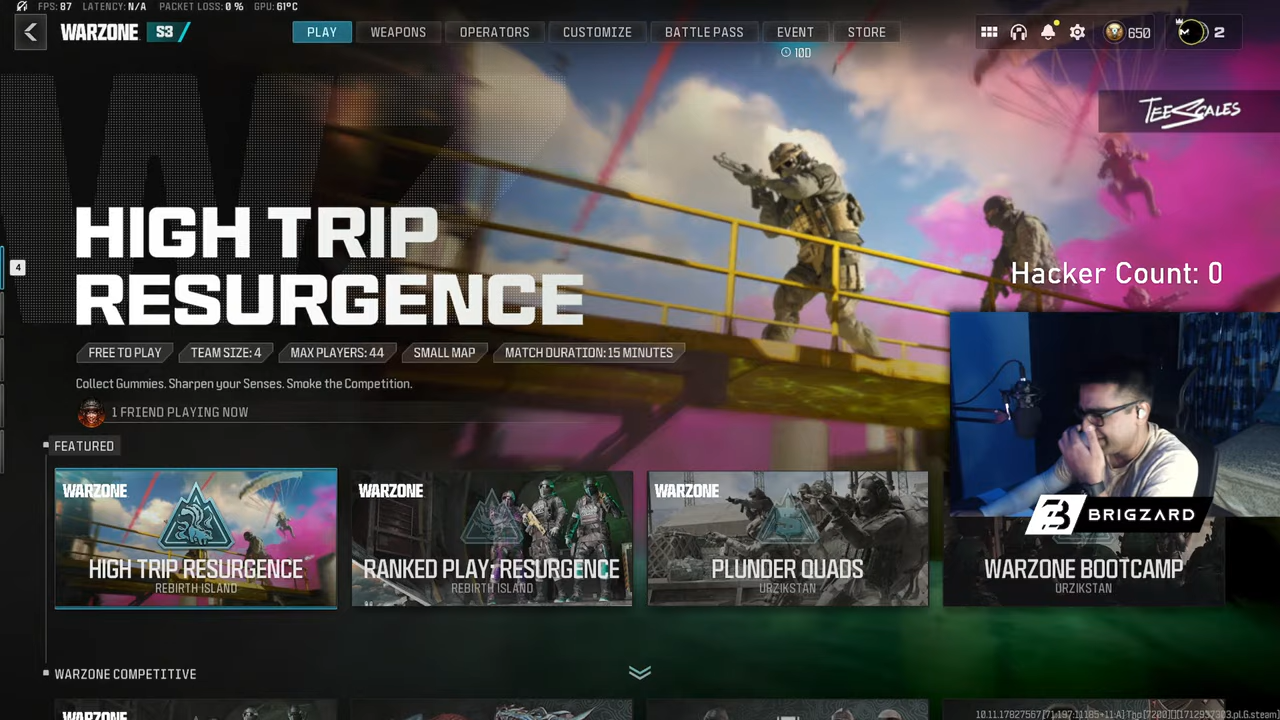 FPS: 87 LATENCY: N/A PACKET LOSS: 0 % GPU: 61°C
WARZONE S3
PLAY WEAPONS OPERATORS CUSTOMIZE BATTLE PASS EVENT STORE
650 2
10D
TEESCALES
HIGH TRIP
RESURGENCE
4
Hacker Count: 0
FREE TO PLAY TEAM SIZE: 4 MAX PLAYERS: 44 SMALL MAP MATCH DURATION: 15 MINUTES
Collect Gummies. Sharpen your Senses. Smoke the Competition.
1 FRIEND PLAYING NOW
FEATURED
WARZONE WARZONE WARZONE
BRIGZARD
HIGH TRIP RESURGENCE RANKED PLAY: RESURGENCE PLUNDER QUADS WARZONE BOOTCAMP
REBIRTH ISLAND REBIRTH ISLAND URZIKSTAN URZIKSTAN
WARZONE COMPETITIVE
WARZONE WARZONE WARZONE